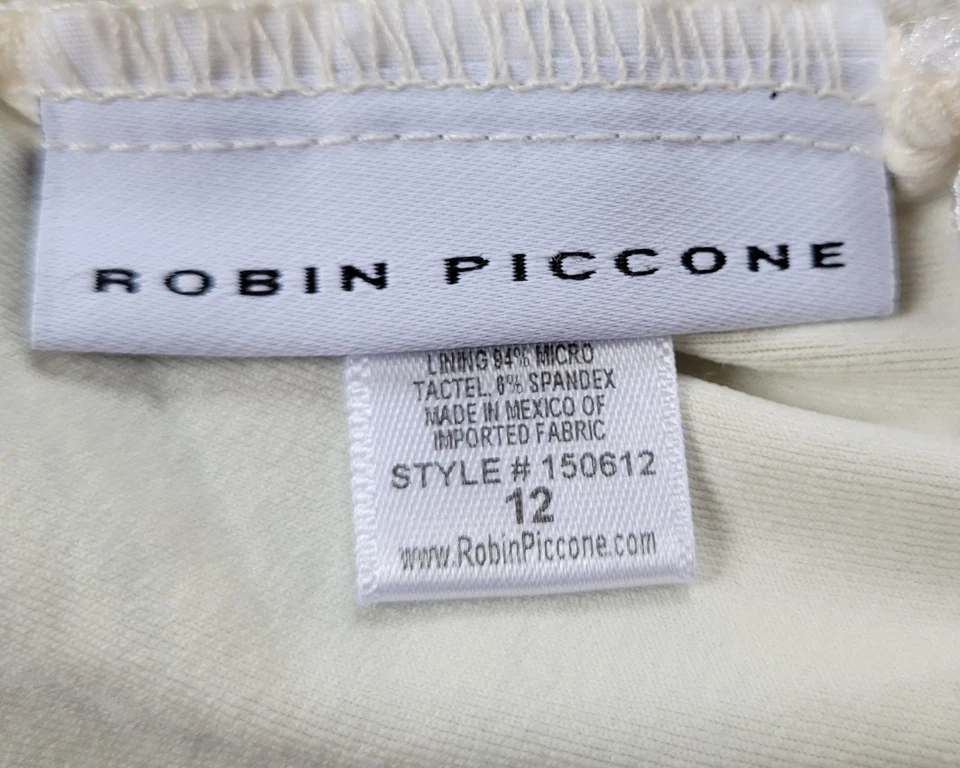 ROBIN PICCONE
LINING 94% MICRO
TACTEL, 6% SPANDEX
MADE IN MEXICO OF
IMPORTED FABRIC
STYLE # 150612
12
www.RobinPiccone.com